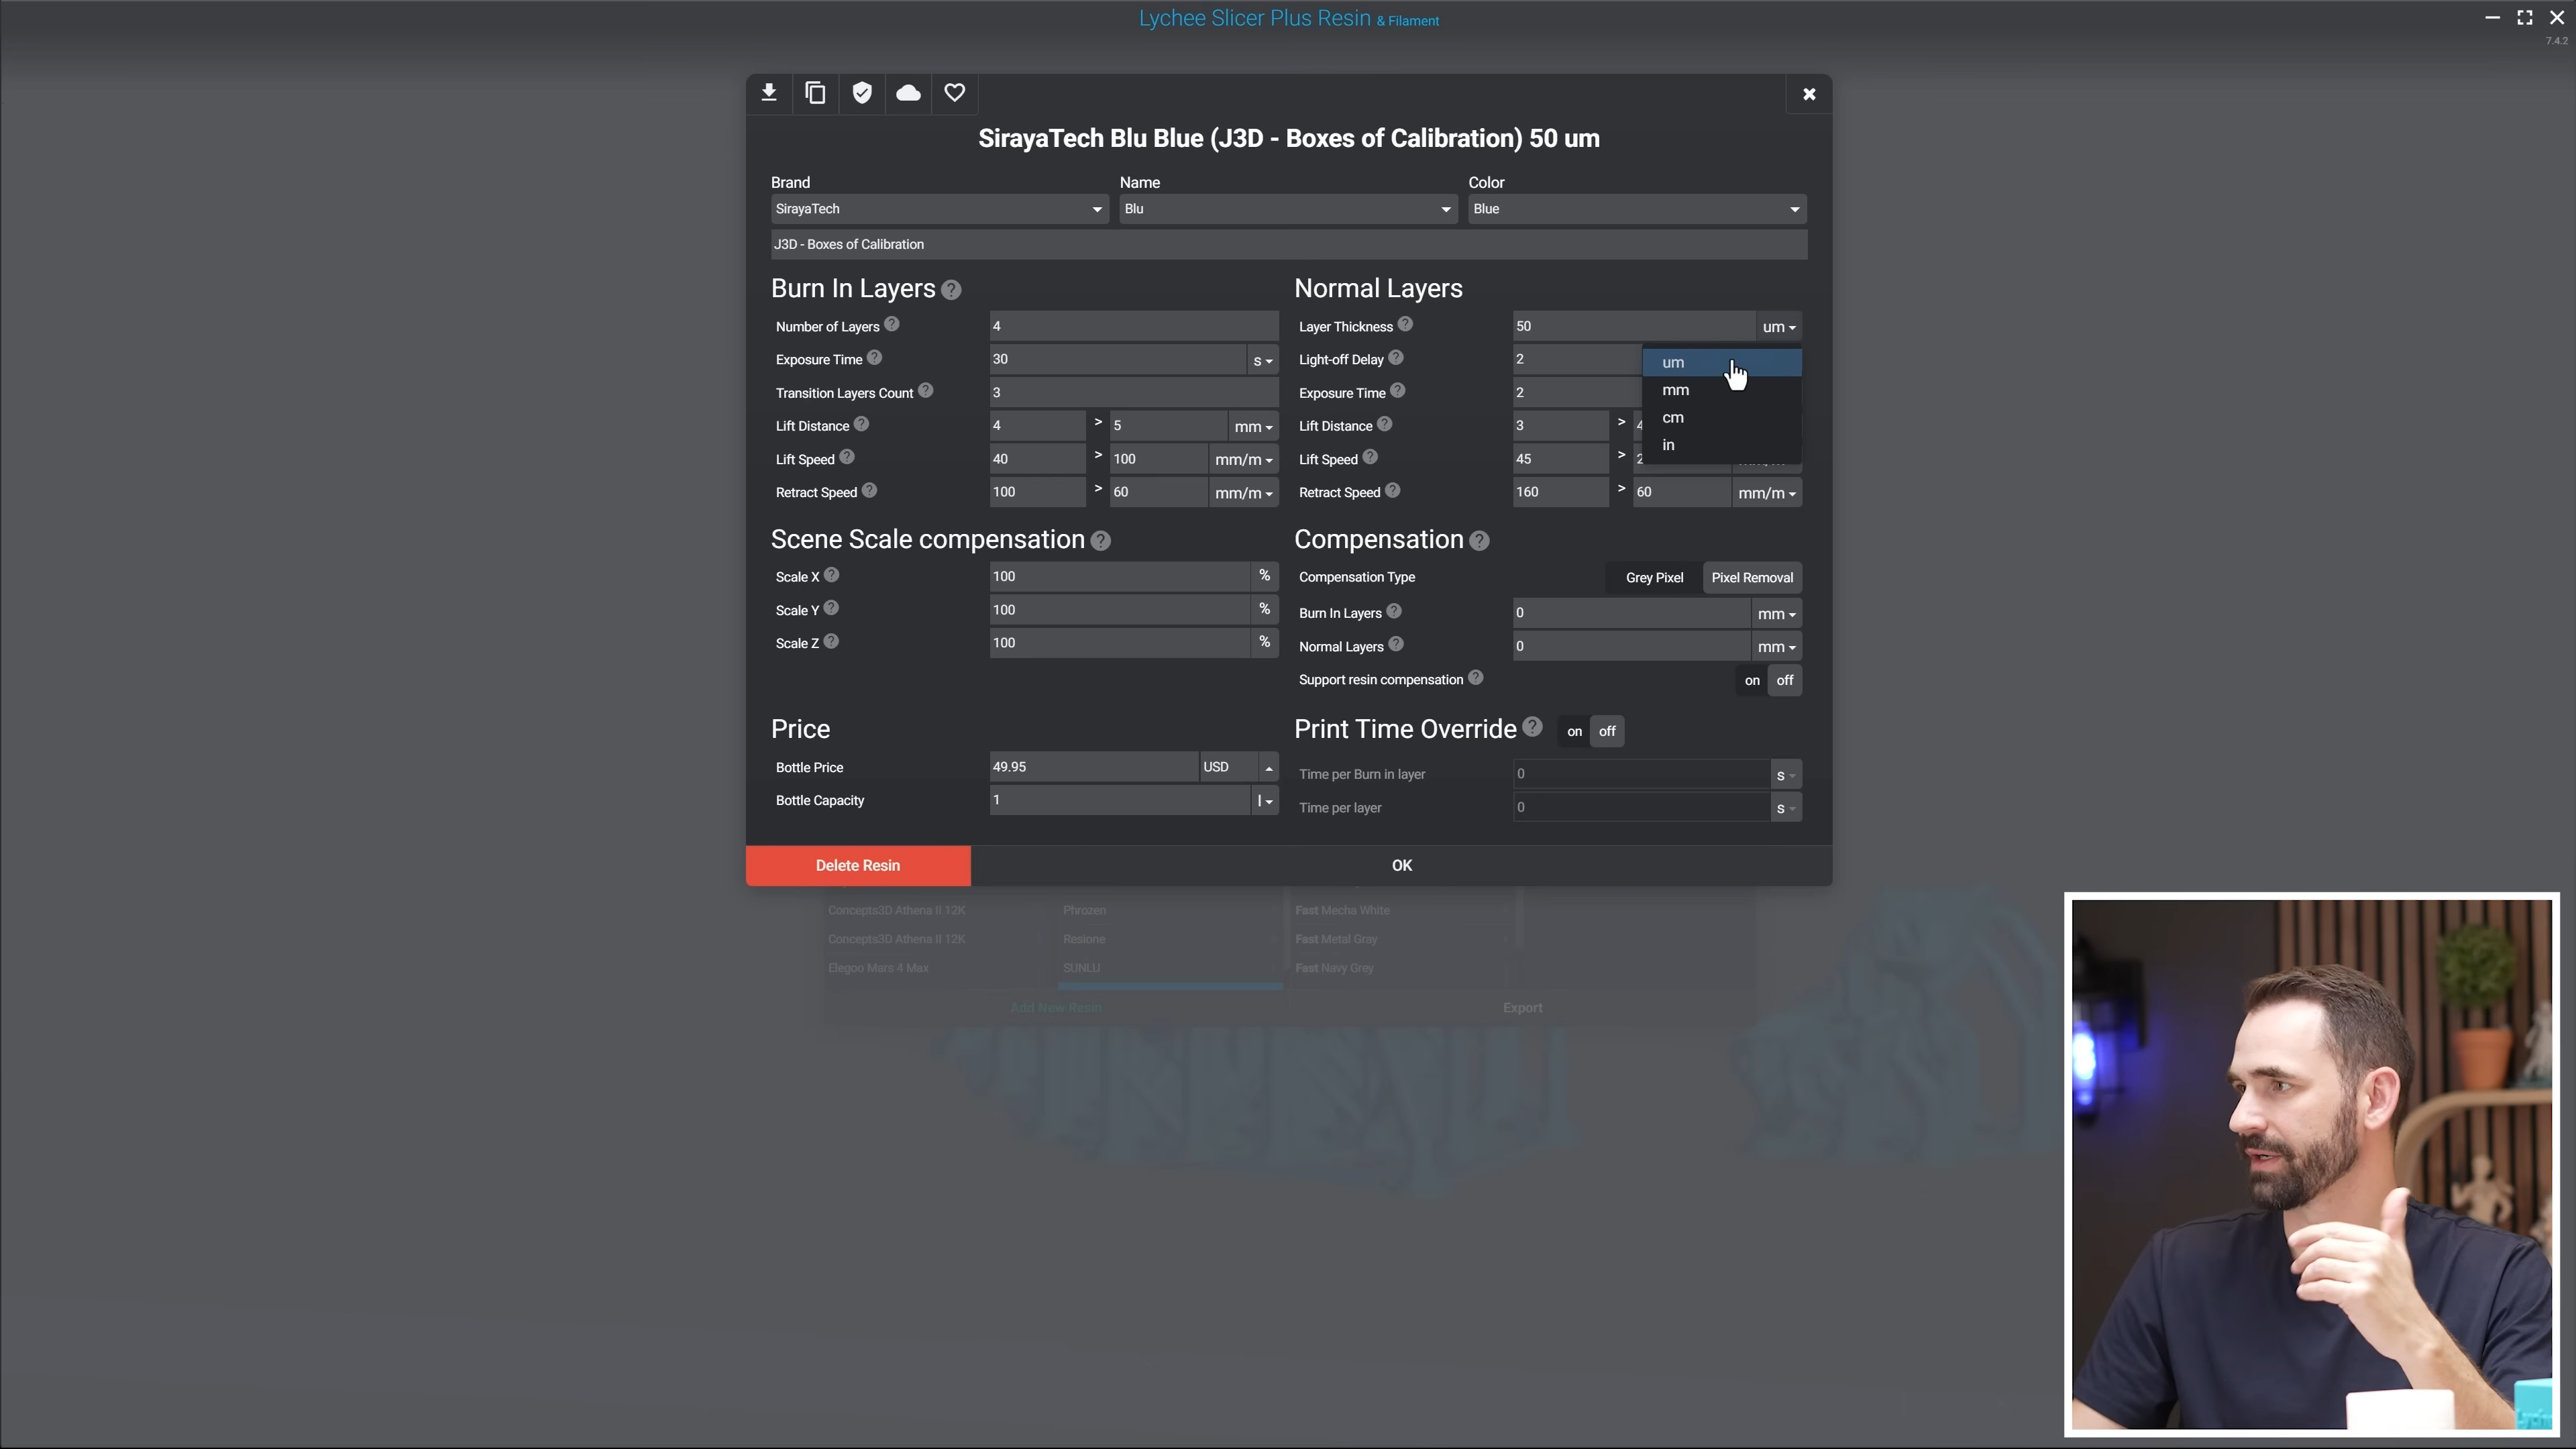 Lychee Slicer Plus Resin & Filament
7.4.2
SirayaTech Blu Blue (J3D - Boxes of Calibration) 50 um
Brand
Name
Color
SirayaTech
Blu
Blue
J3D - Boxes of Calibration
Burn In Layers ?
Number of Layers ? 4
Exposure Time ? 30 s
Transition Layers Count ? 3
Lift Distance ? 4 > 5 mm
Lift Speed ? 40 > 100 mm/m
Retract Speed ? 100 > 60 mm/m
Normal Layers
Layer Thickness ? 50 um
Light-off Delay ? 2
Exposure Time ? 2
Lift Distance ? 3 > 4
Lift Speed ? 45 > 2
Retract Speed ? 160 > 60 mm/m
um
mm
cm
in
Scene Scale compensation ?
Scale X ? 100 %
Scale Y ? 100 %
Scale Z ? 100 %
Compensation ?
Compensation Type Grey Pixel Pixel Removal
Burn In Layers ? 0 mm
Normal Layers ? 0 mm
Support resin compensation ? on off
Price
Bottle Price 49.95 USD
Bottle Capacity 1 l
Print Time Override ? on off
Time per Burn in layer 0 s
Time per layer 0 s
Delete Resin
OK
Concepts3D Athena II 12K Phrozen Fast Mecha White
Concepts3D Athena II 12K Resione Fast Metal Gray
Elegoo Mars 4 Max SUNLU Fast Navy Grey
Add New Resin Export